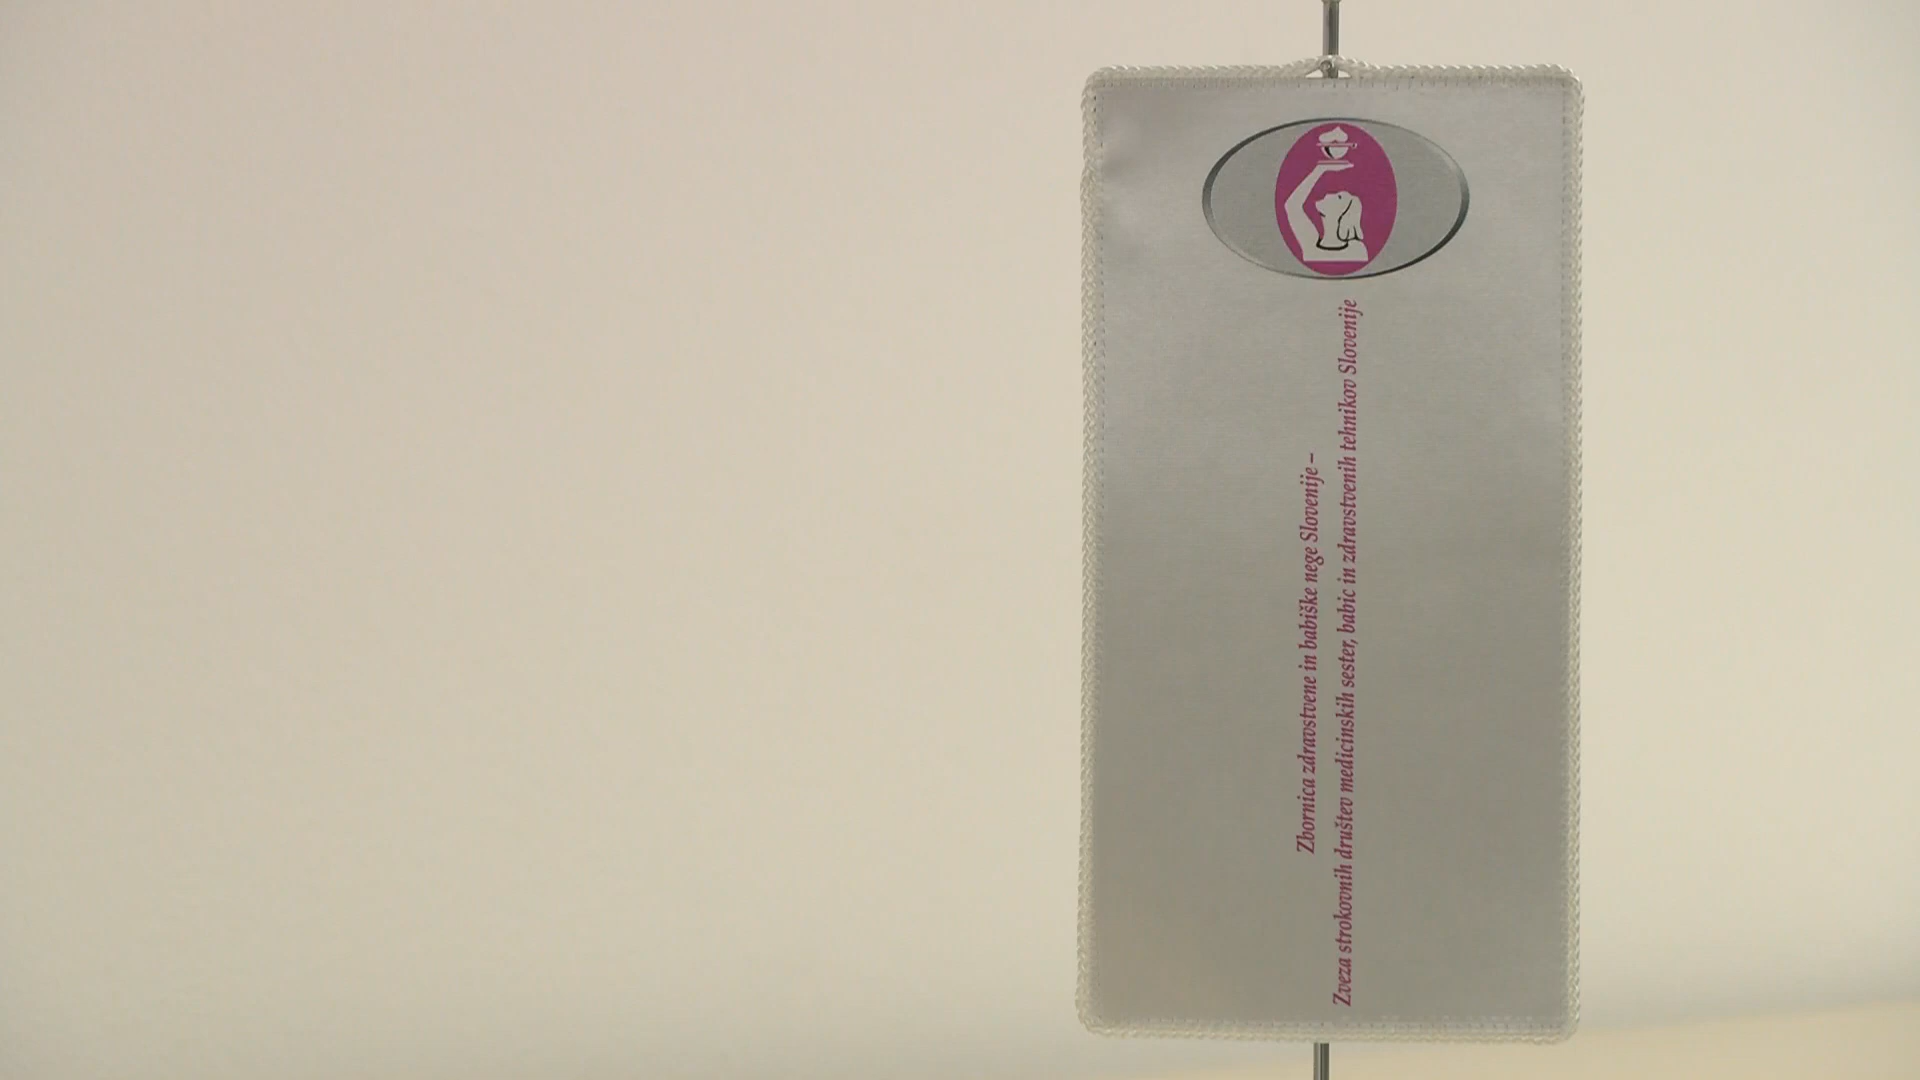 Zbornica zdravstvene in babiške nege Slovenije –
Zveza strokovnih društev medicinskih sester, babic in zdravstvenih tehnikov Slovenije